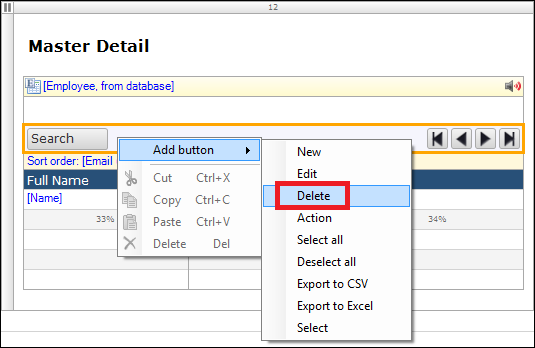 12
Master Detail
[Employee, from database]
Search
Sort order: [Email
Full Name
[Name]
33%
34%
Add button
Cut Ctrl+X
Copy Ctrl+C
Paste Ctrl+V
Delete Del
New
Edit
Delete
Action
Select all
Deselect all
Export to CSV
Export to Excel
Select